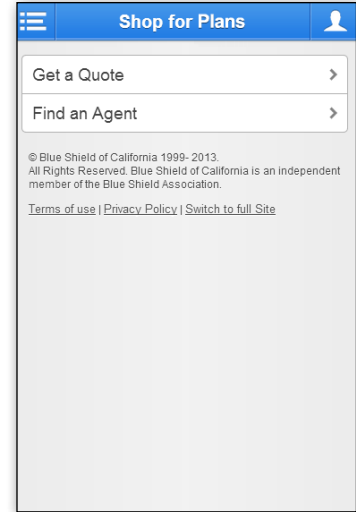 Shop for Plans
Get a Quote
Find an Agent
© Blue Shield of California 1999- 2013.
All Rights Reserved. Blue Shield of California is an independent
member of the Blue Shield Association.
Terms of use | Privacy Policy | Switch to full Site